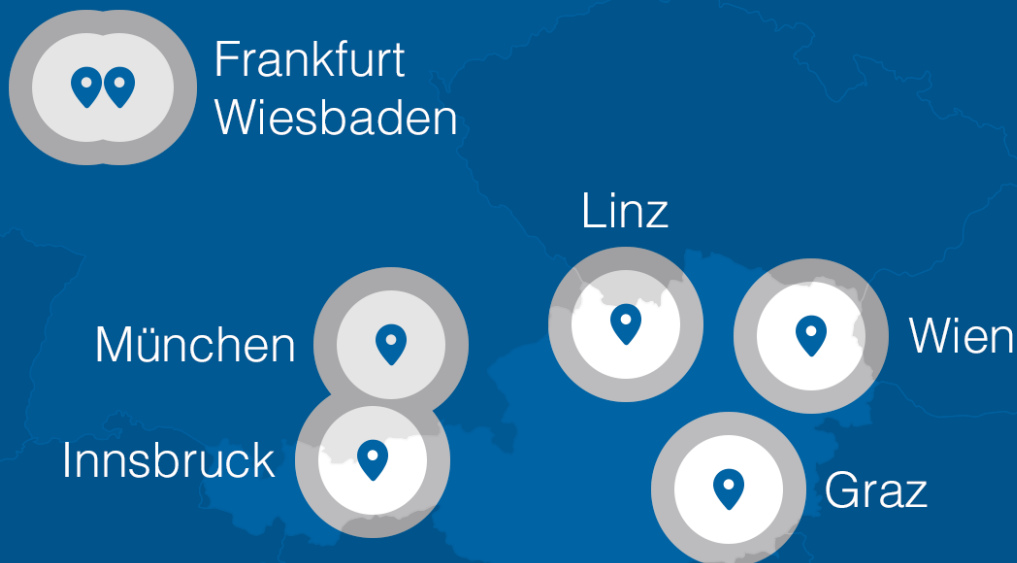 Frankfurt
Wiesbaden
Linz
München
Wien
Innsbruck
Graz